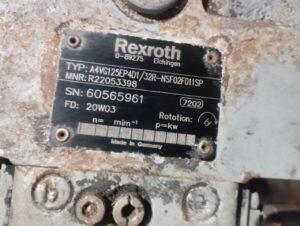 Rexroth
D-89275 Elchingen
TYP: A4VG125EP4D1/32R-NSF02F011SP
MNR: R22053398
SN: 60565961 7202
FD: 20W03 Rotation:
n= min⁻¹ p=kw
Made in Germany